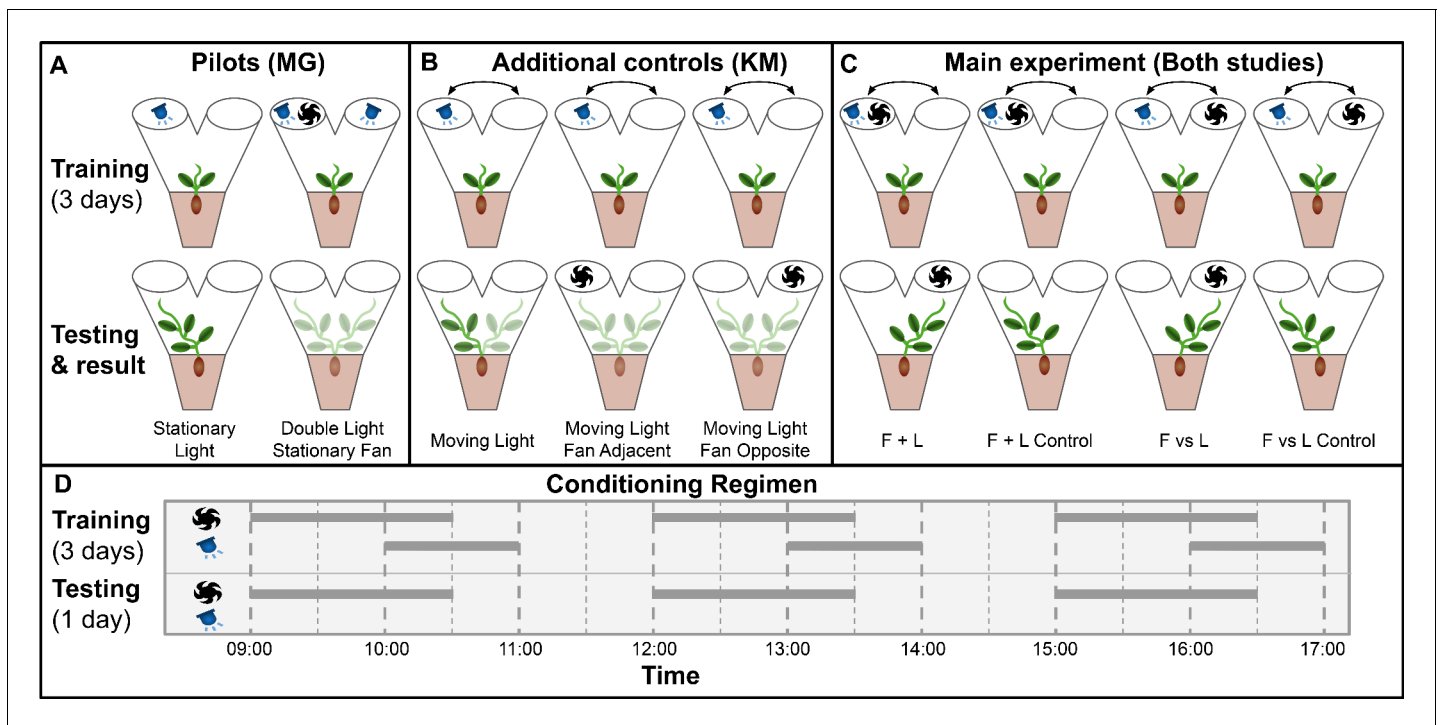 A
Pilots (MG)
B
Additional controls (KM)
C
Main experiment (Both studies)
Training
(3 days)
Testing
& result
Stationary
Light
Double Light
Stationary Fan
Moving Light
Moving Light
Fan Adjacent
Moving Light
Fan Opposite
F + L
F + L Control
F vs L
F vs L Control
D
Conditioning Regimen
Training
(3 days)
Testing
(1 day)
09:00 10:00 11:00 12:00 13:00 14:00 15:00 16:00 17:00
Time